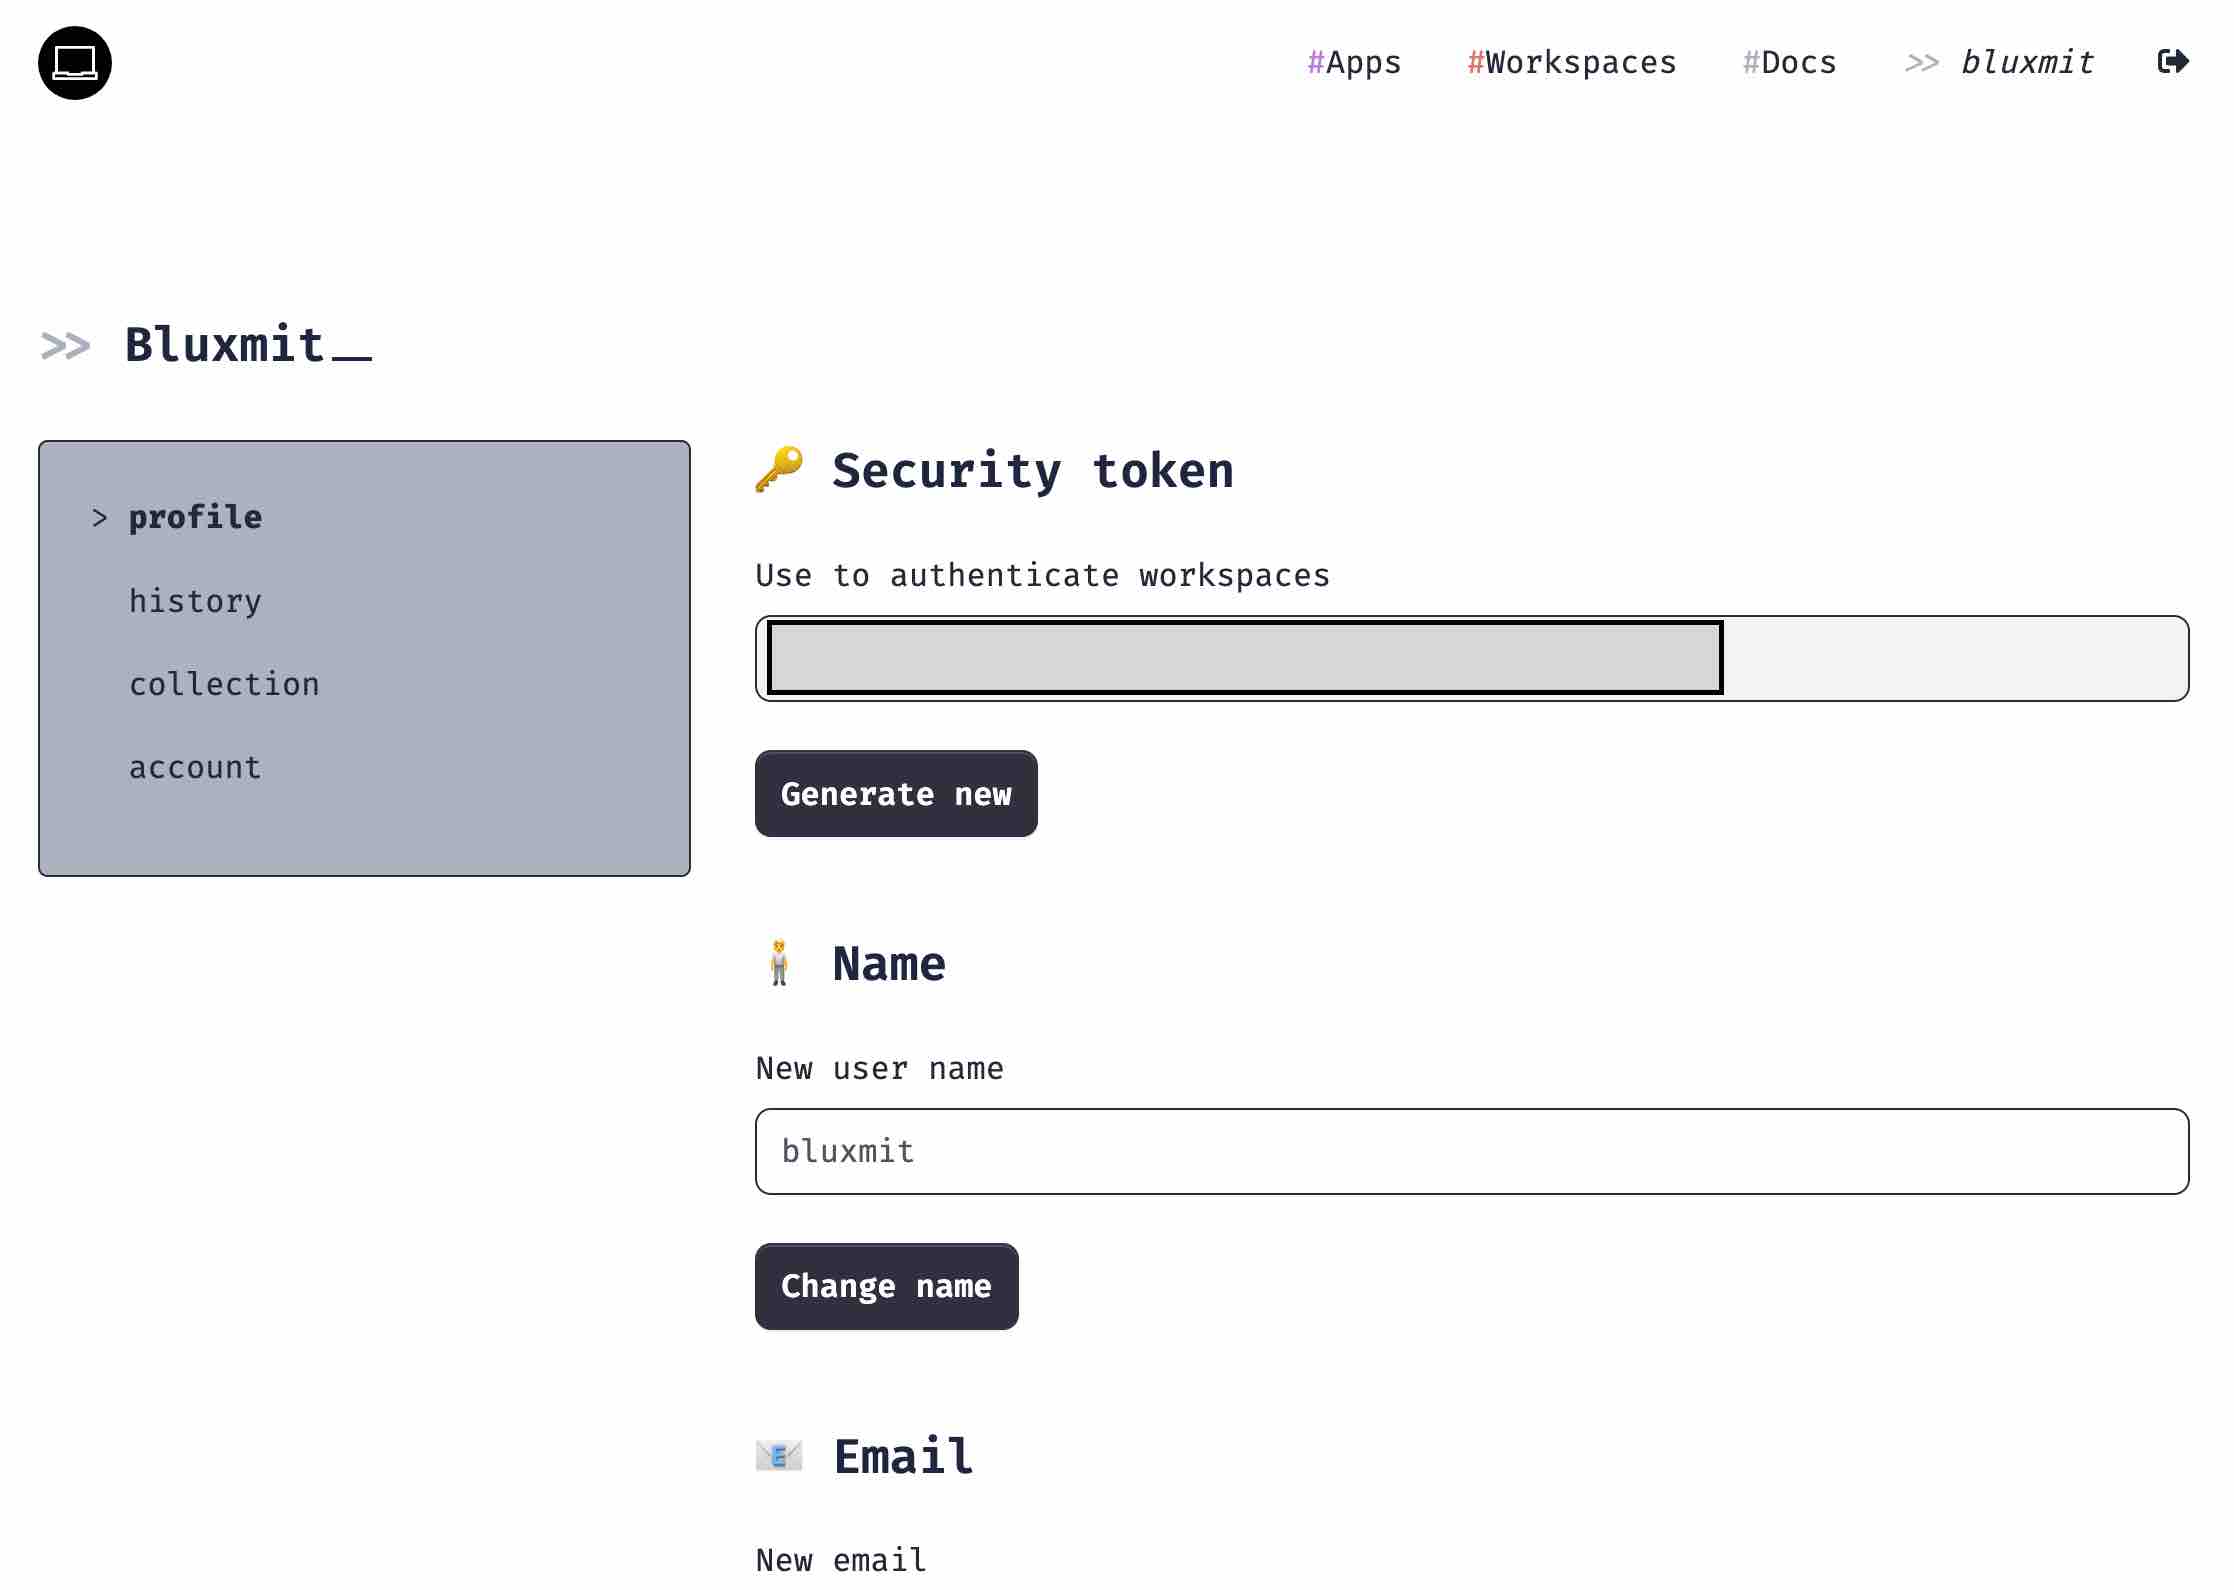 #Apps #Workspaces #Docs >> bluxmit
>> Bluxmit_
> profile
history
collection
account
🔑 Security token
Use to authenticate workspaces
Generate new
🧍 Name
New user name
bluxmit
Change name
📧 Email
New email